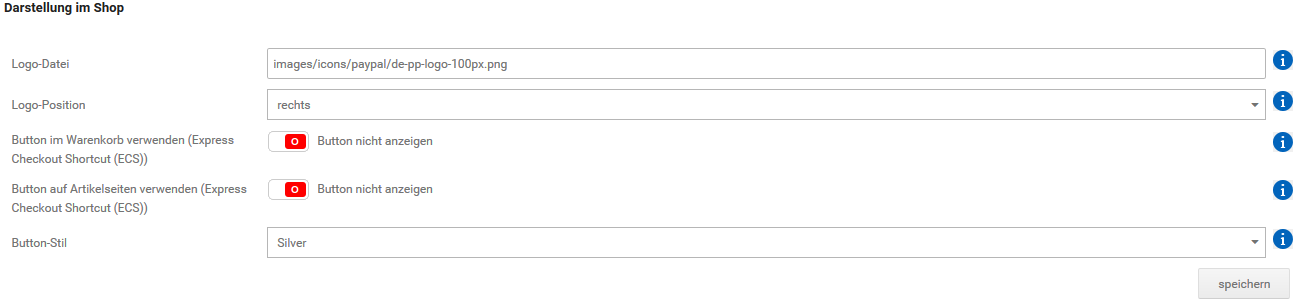 Darstellung im Shop
Logo-Datei
images/icons/paypal/de-pp-logo-100px.png
Logo-Position
rechts
Button im Warenkorb verwenden (Express
Checkout Shortcut (ECS))
Button nicht anzeigen
Button auf Artikelseiten verwenden (Express
Checkout Shortcut (ECS))
Button nicht anzeigen
Button-Stil
Silver
speichern